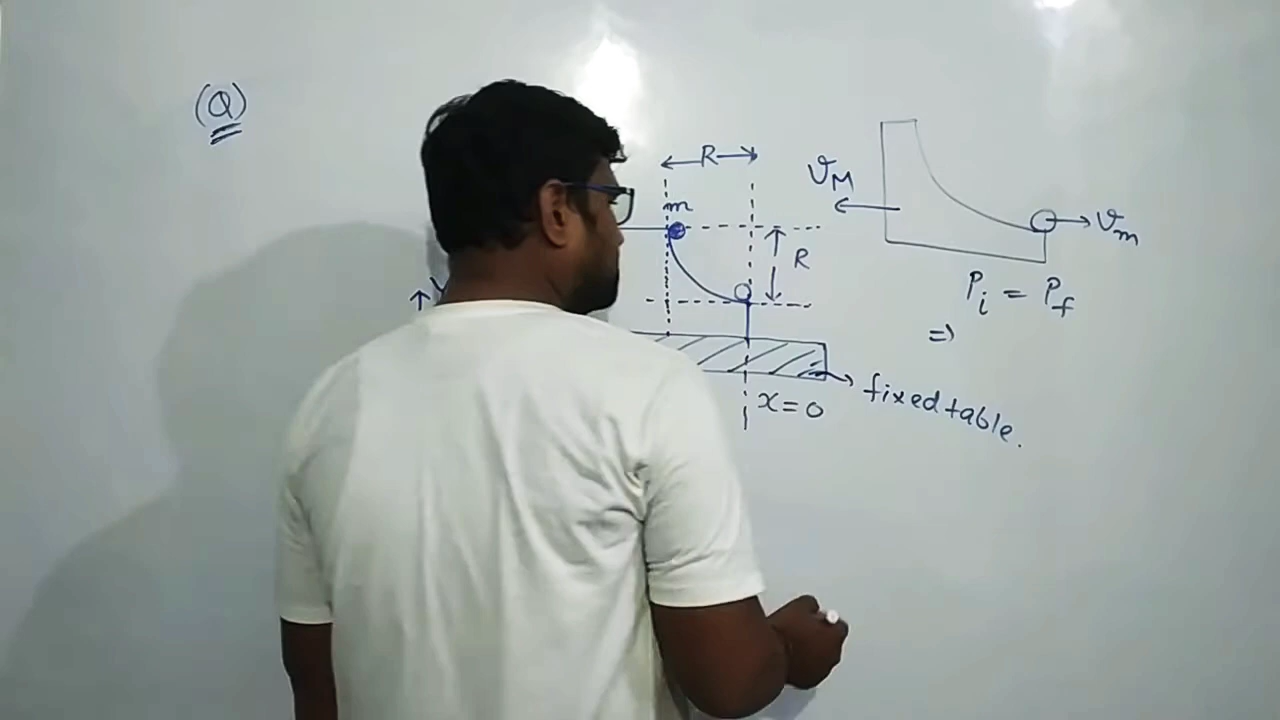 (Q)
R
m
R
v_M
v_m
P_i = P_f
⇒
x=0
fixed table.